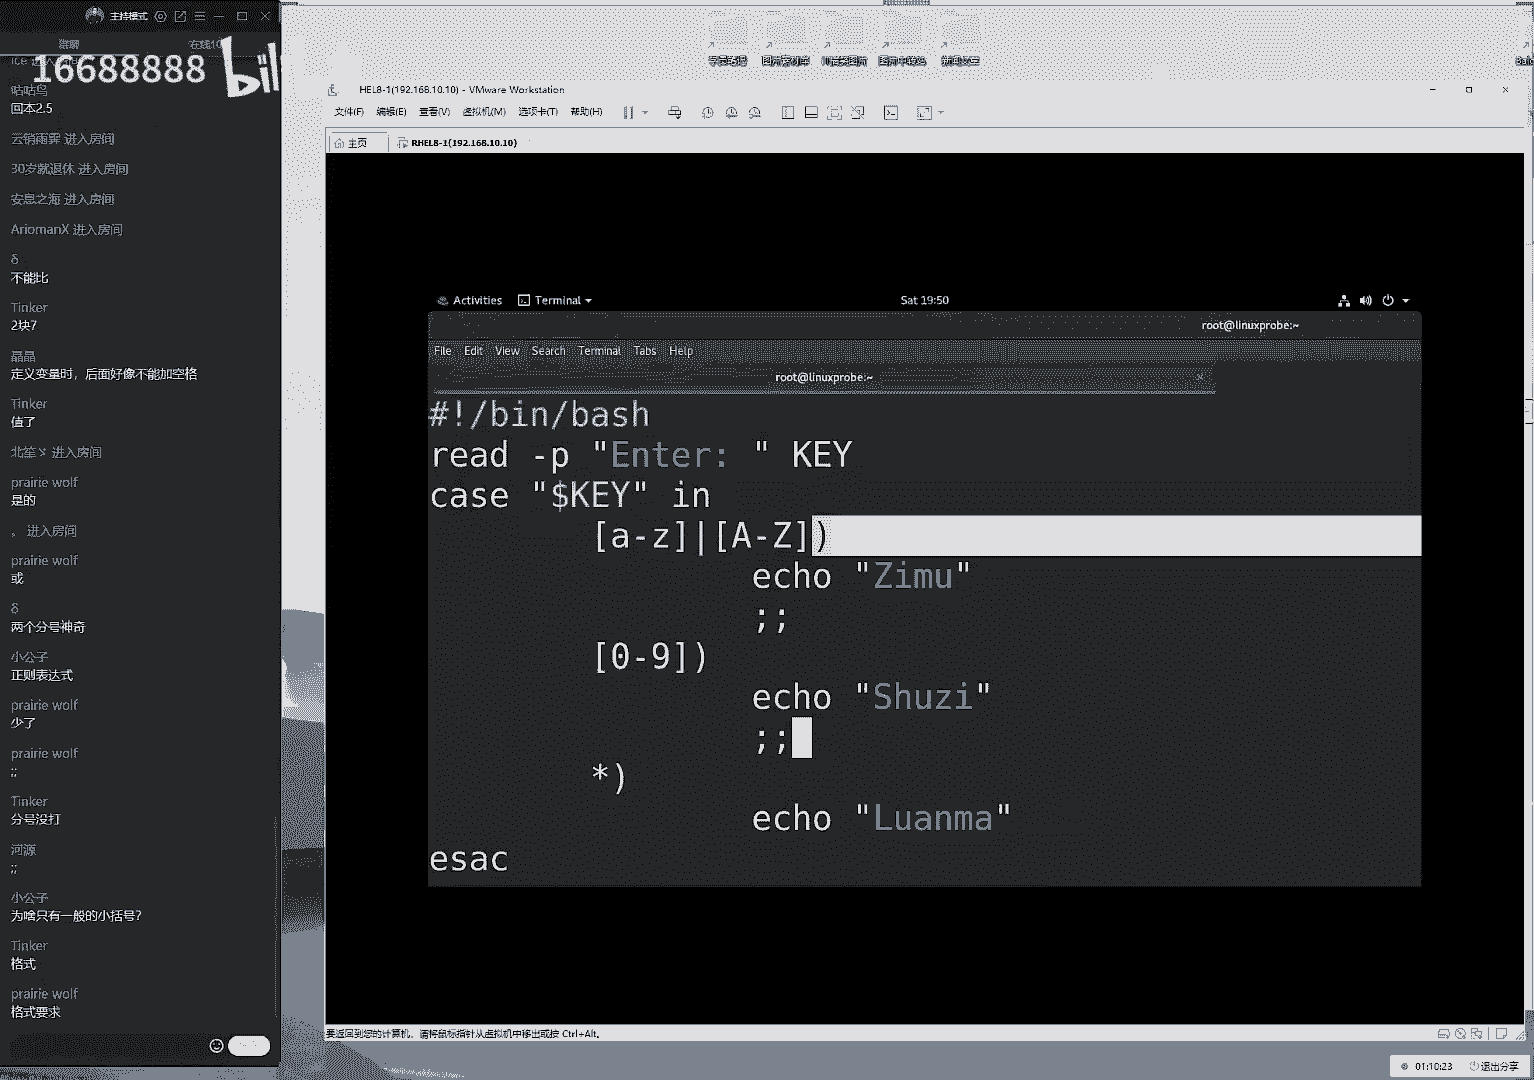 主持模式
聊聊
16688888 bil
咕咕鸟
回本2.5
云销雨霁 进入房间
30岁就退休 进入房间
安息之海 进入房间
AriomanX 进入房间
δ
不能比
Tinker
2块7
晶晶
定义变量时，后面好像不能加空格
Tinker
值了
北笙 进入房间
prairie wolf
是的
。 进入房间
prairie wolf
或
δ
两个分号神奇
小公子
正则表达式
prairie wolf
少了
prairie wolf
;;
Tinker
分号没打
河源
;;
小公子
为啥只有一般的小括号?
Tinker
格式
prairie wolf
格式要求
HEL8-1(192.168.10.10) - VMware Workstation
文件(F) 编辑(E) 查看(V) 虚拟机(M) 选项卡(T) 帮助(H)
主页 RHEL8-1(192.168.10.10)
Activities Terminal Sat 19:50
root@linuxprobe:~
File Edit View Search Terminal Tabs Help
root@linuxprobe:~ ×
#!/bin/bash
read -p "Enter: " KEY
case "$KEY" in
[a-z]|[A-Z])
echo "Zimu"
;;
[0-9])
echo "Shuzi"
;;
*)
echo "Luanma"
esac
要返回到您的计算机，请将鼠标指针从虚拟机中移出或按 Ctrl+Alt。
01:10:23 退出分享